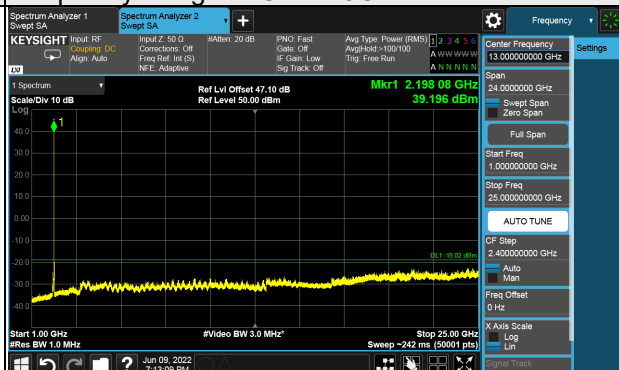 Spectrum Analyzer 1
Swept SA
Spectrum Analyzer 2
Swept SA
+
Frequency
KEYSIGHT
Input: RF
Coupling: DC
Align: Auto
Input Z: 50 Ω
Corrections: Off
Freq Ref: Int (S)
NFE: Adaptive
#Atten: 20 dB
PNO: Fast
Gate: Off
IF Gain: Low
Sig Track: Off
Avg Type: Power (RMS)
Avg|Hold:>100/100
Trig: Free Run
1 2 3 4 5 6
A W W W W W
A N N N N N
LXI
1 Spectrum
Scale/Div 10 dB
Log
Ref Lvl Offset 47.10 dB
Ref Level 50.00 dBm
Mkr1 2.198 08 GHz
39.196 dBm
1
40.0
30.0
20.0
10.0
0.00
-10.0
-20.0
-30.0
-40.0
DL1 -19.02 dBm
Start 1.00 GHz
#Res BW 1.0 MHz
#Video BW 3.0 MHz*
Stop 25.00 GHz
Sweep ~242 ms (50001 pts)
Jun 09, 2022
7:13:09 PM
?
Center Frequency
13.000000000 GHz
Settings
Span
24.0000000 GHz
Swept Span
Zero Span
Full Span
Start Freq
1.000000000 GHz
Stop Freq
25.000000000 GHz
AUTO TUNE
CF Step
2.400000000 GHz
Auto
Man
Freq Offset
0 Hz
X Axis Scale
Log
Lin
Signal Track